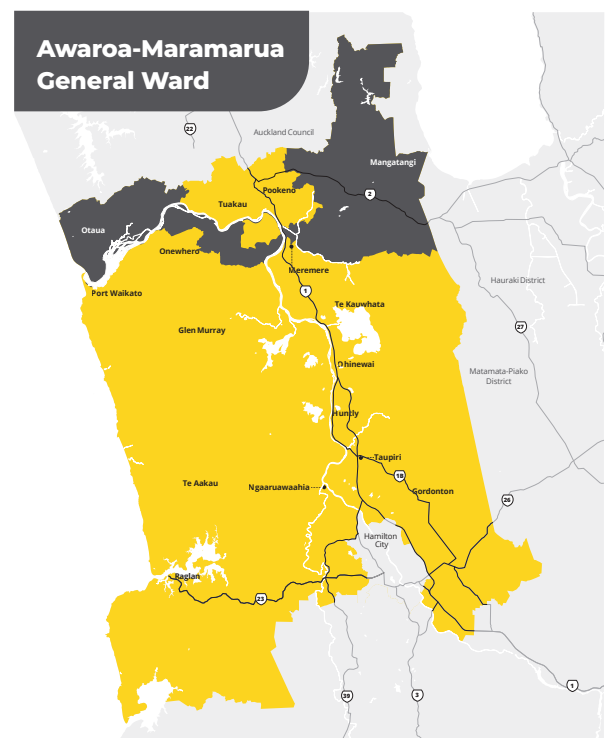 Awaroa-Maramarua
General Ward
22
Auckland Council
Mangatangi
Pookeno
2
Tuakau
Otaua
Onewhero
Meremere
Hauraki District
Port Waikato
1
Te Kauwhata
27
Glen Murray
Ohinewai
Matamata-Piako
District
Huntly
Taupiri
18
Te Aakau
Ngaaruawaahia
Gordonton
26
Hamilton
City
Raglan
23
1
39
3